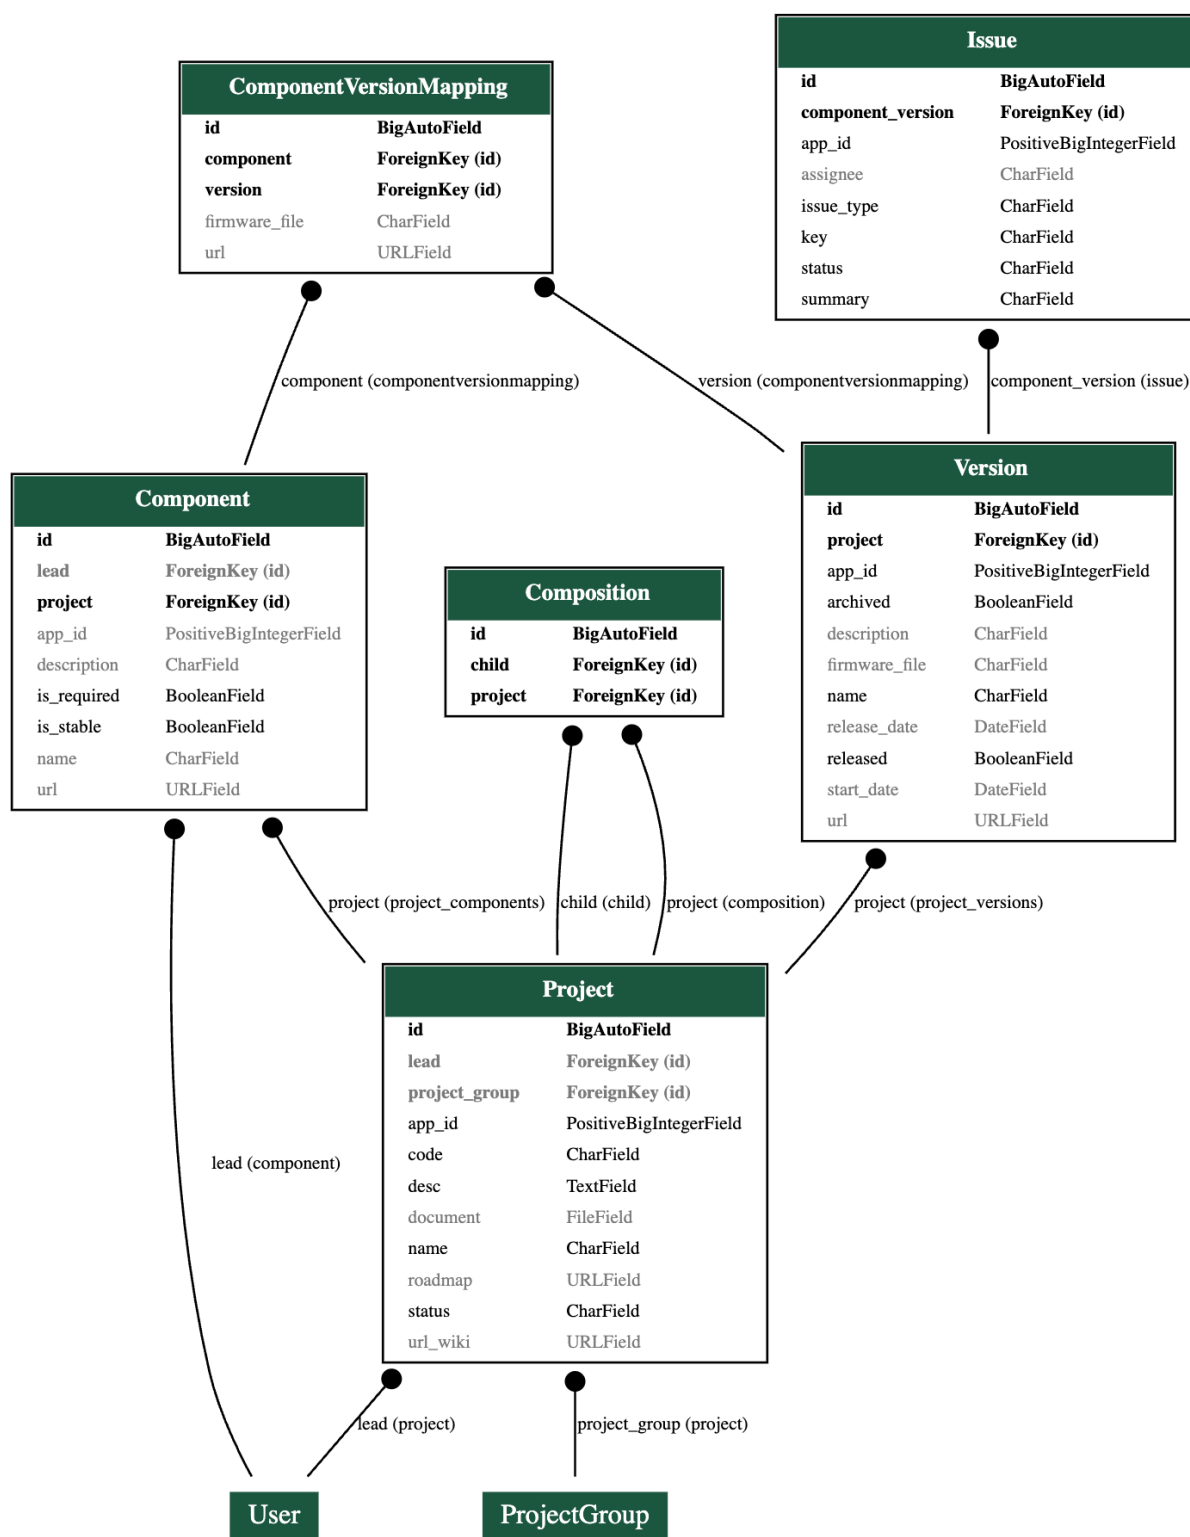 Issue
id BigAutoField
component_version ForeignKey (id)
app_id PositiveBigIntegerField
assignee CharField
issue_type CharField
key CharField
status CharField
summary CharField
ComponentVersionMapping
id BigAutoField
component ForeignKey (id)
version ForeignKey (id)
firmware_file CharField
url URLField
component (componentversionmapping)
version (componentversionmapping)
component_version (issue)
Component
id BigAutoField
lead ForeignKey (id)
project ForeignKey (id)
app_id PositiveBigIntegerField
description CharField
is_required BooleanField
is_stable BooleanField
name CharField
url URLField
Composition
id BigAutoField
child ForeignKey (id)
project ForeignKey (id)
Version
id BigAutoField
project ForeignKey (id)
app_id PositiveBigIntegerField
archived BooleanField
description CharField
firmware_file CharField
name CharField
release_date DateField
released BooleanField
start_date DateField
url URLField
project (project_components)
child (child)
project (composition)
project (project_versions)
Project
id BigAutoField
lead ForeignKey (id)
project_group ForeignKey (id)
app_id PositiveBigIntegerField
code CharField
desc TextField
document FileField
name CharField
roadmap URLField
status CharField
url_wiki URLField
lead (component)
lead (project)
project_group (project)
User
ProjectGroup